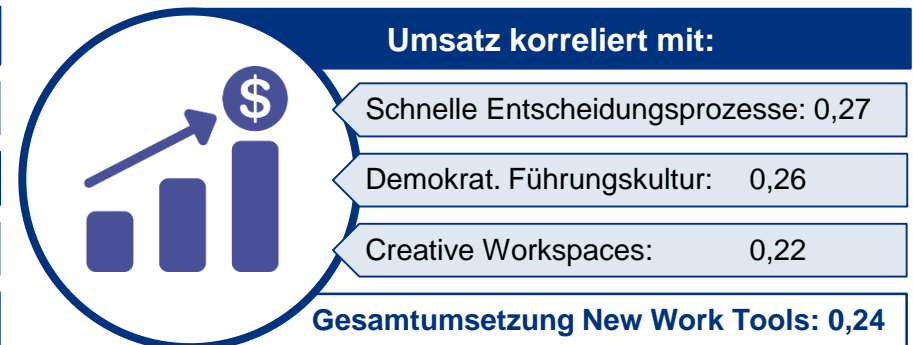 Umsatz korreliert mit:
$
Schnelle Entscheidungsprozesse: 0,27
Demokrat. Führungskultur: 0,26
Creative Workspaces: 0,22
Gesamtumsetzung New Work Tools: 0,24